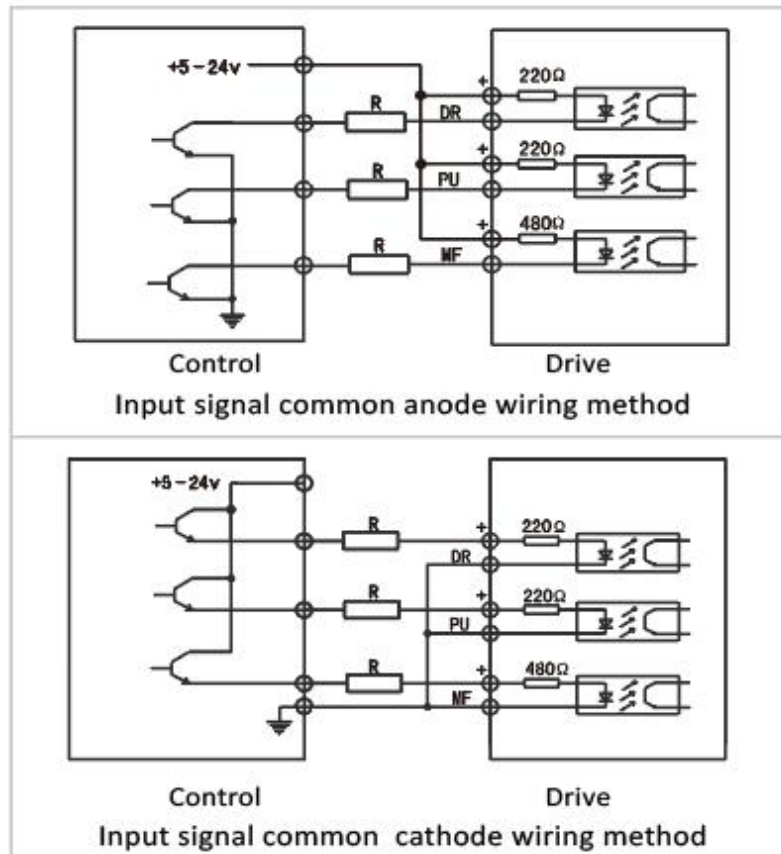 +5-24v
220Ω
+
R
DR
220Ω
+
R
PU
480Ω
+
R
MF
Control Drive
Input signal common anode wiring method
+5-24v
220Ω
+
R
DR
220Ω
+
R
PU
480Ω
+
R
MF
Control Drive
Input signal common cathode wiring method